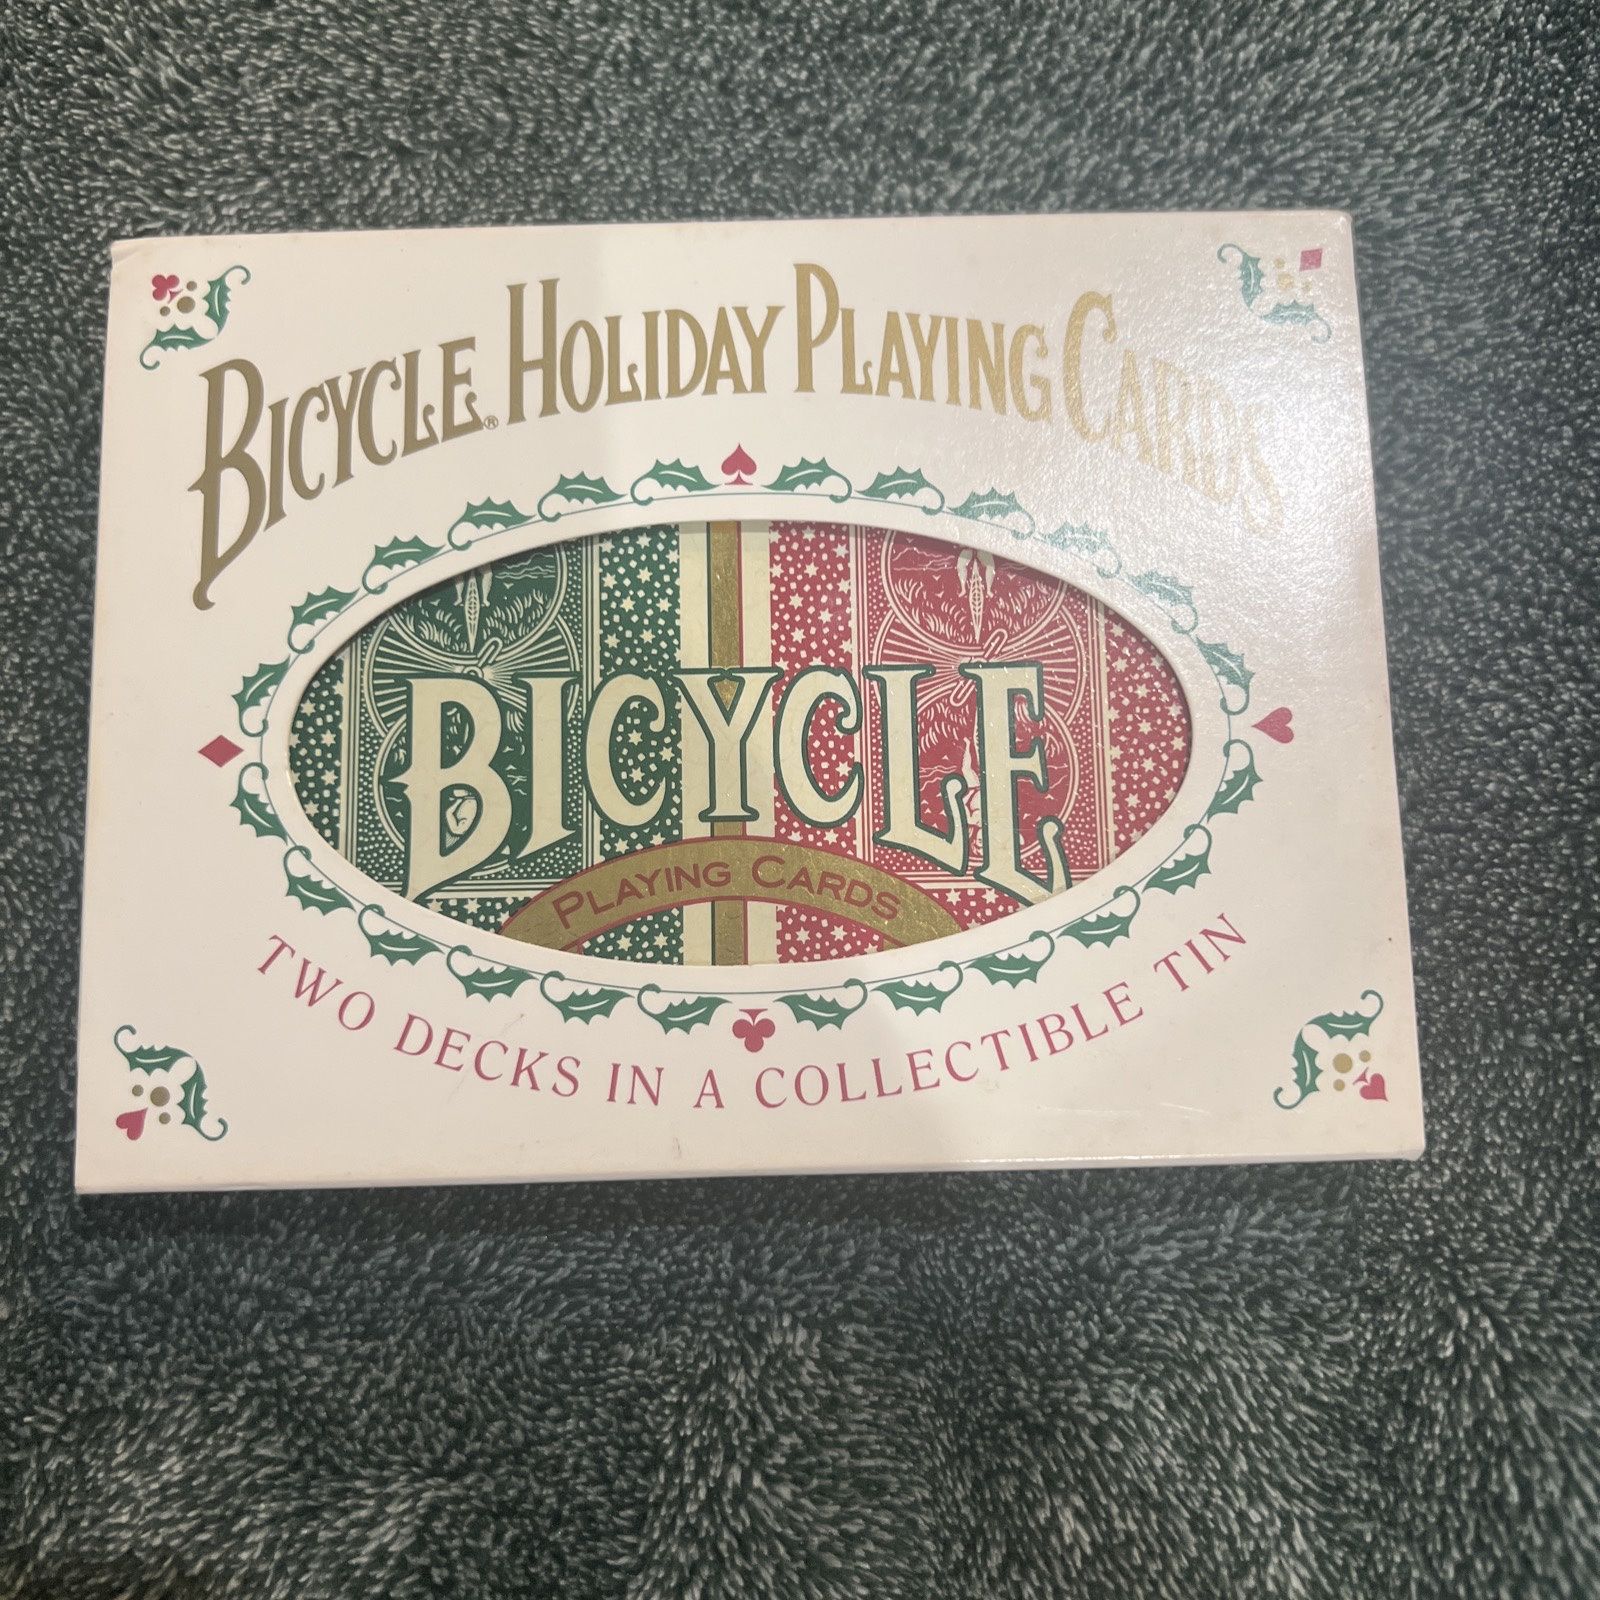 BICYCLE® HOLIDAY PLAYING CARDS
BICYCLE
PLAYING CARDS
TWO DECKS IN A COLLECTIBLE TIN